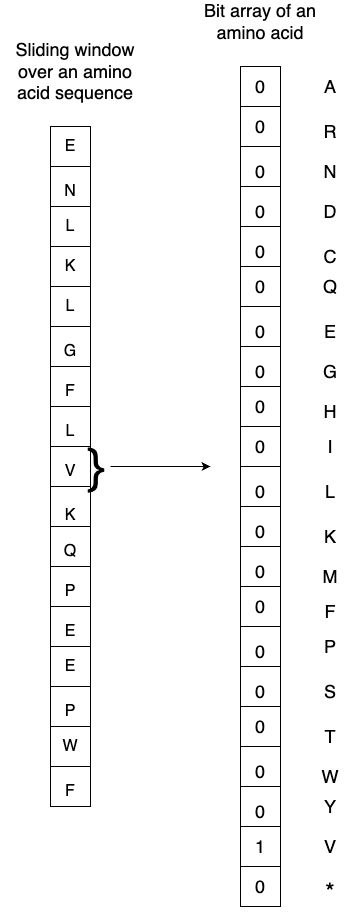 Bit array of an
amino acid
Sliding window
over an amino
acid sequence
E
N
L
K
L
G
F
L
V
K
Q
P
E
E
P
W
F
0 A
0 R
0 N
0 D
0 C
0 Q
0 E
0 G
0 H
0 I
0 L
0 K
0 M
0 F
0 P
0 S
0 T
0 W
0 Y
1 V
0 *